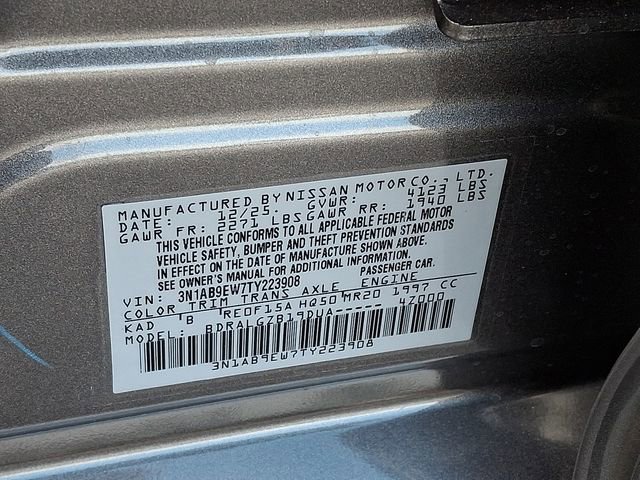 MANUFACTURED BY NISSAN MOTOR CO., LTD.
DATE: 12/25. GVWR: 4123 LBS
GAWR FR: 2271 LBS GAWR RR: 1940 LBS
THIS VEHICLE CONFORMS TO ALL APPLICABLE FEDERAL MOTOR
VEHICLE SAFETY, BUMPER AND THEFT PREVENTION STANDARDS
IN EFFECT ON THE DATE OF MANUFACTURE SHOWN ABOVE.
SEE OWNER'S MANUAL FOR ADDITIONAL INFORMATION.
VIN: 3N1AB9EW7TY223908 PASSENGER CAR.
COLOR TRIM TRANS AXLE ENGINE
KAD B RE0F15A HQ50 MR20 1997 CC
MODEL: BDRALGZB19DUA----- 4Z000
3N1AB9EW7TY223908